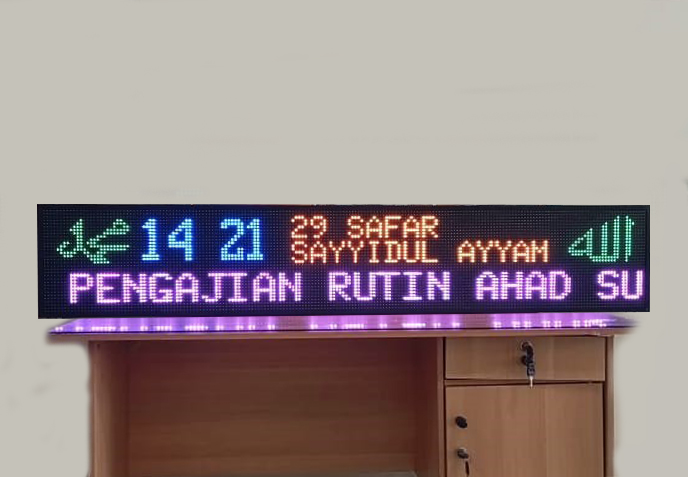 محمد 14 21 29 SAFAR الله
SAYYIDUL AYYAM
PENGAJIAN RUTIN AHAD SU